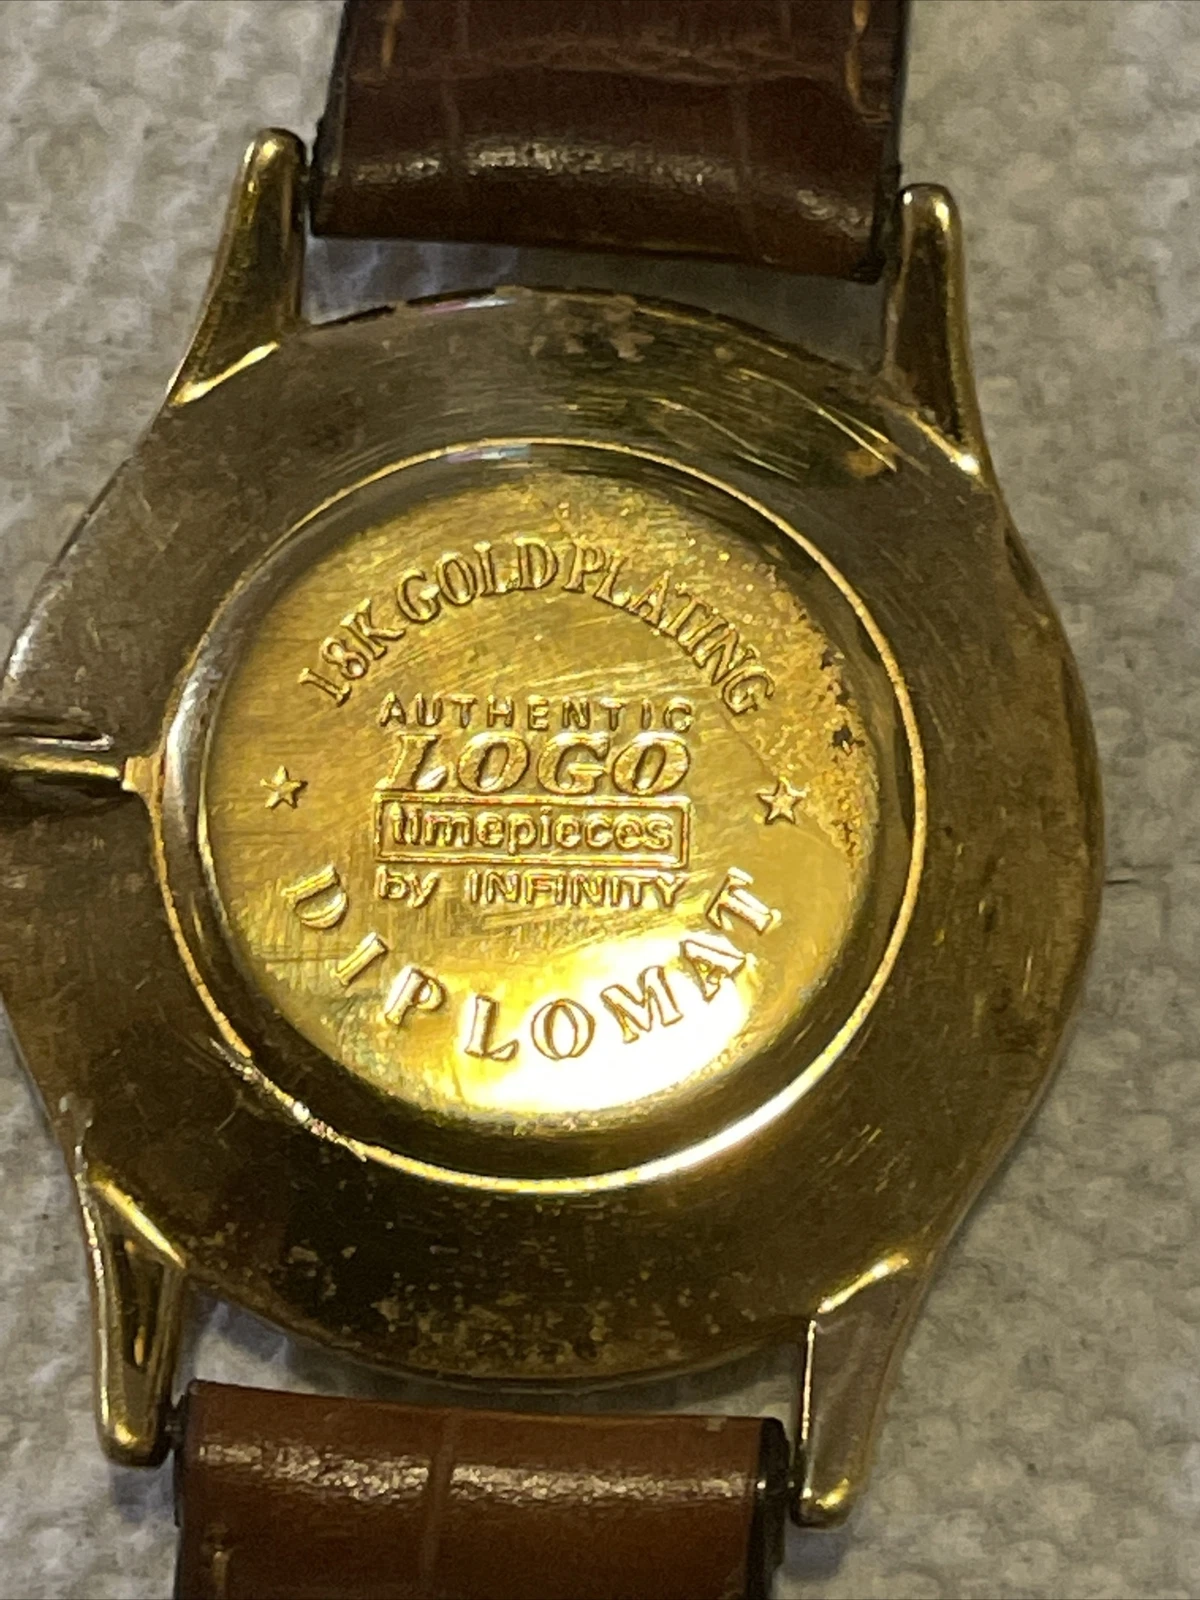 18K GOLD PLATING
AUTHENTIC
LOGO
timepieces
by INFINITY
DIPLOMAT